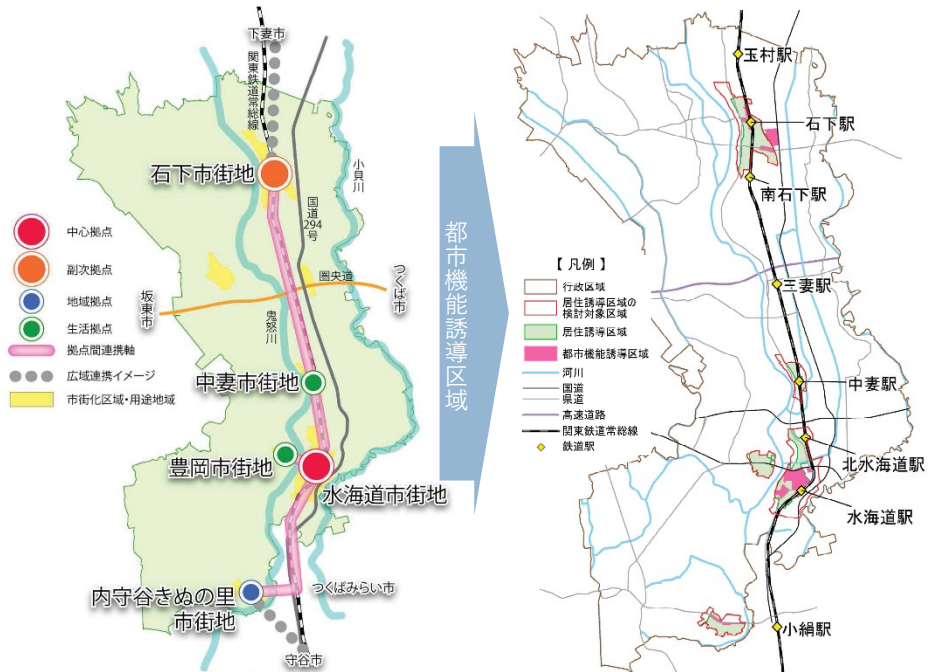 下妻市
関東鉄道常総線
石下市街地
小貝川
国道
294号
中心拠点
副次拠点
地域拠点
生活拠点
拠点間連携軸
広域連携イメージ
市街化区域・用途地域
圏央道
つくば市
坂東市
鬼怒川
中妻市街地
豊岡市街地
水海道市街地
内守谷きぬの里
市街地
つくばみらい市
守谷市
都市機能誘導区域
玉村駅
石下駅
南石下駅
三妻駅
中妻駅
北水海道駅
水海道駅
小絹駅
【 凡例 】
行政区域
居住誘導区域の
検討対象区域
居住誘導区域
都市機能誘導区域
河川
国道
県道
高速道路
関東鉄道常総線
鉄道駅